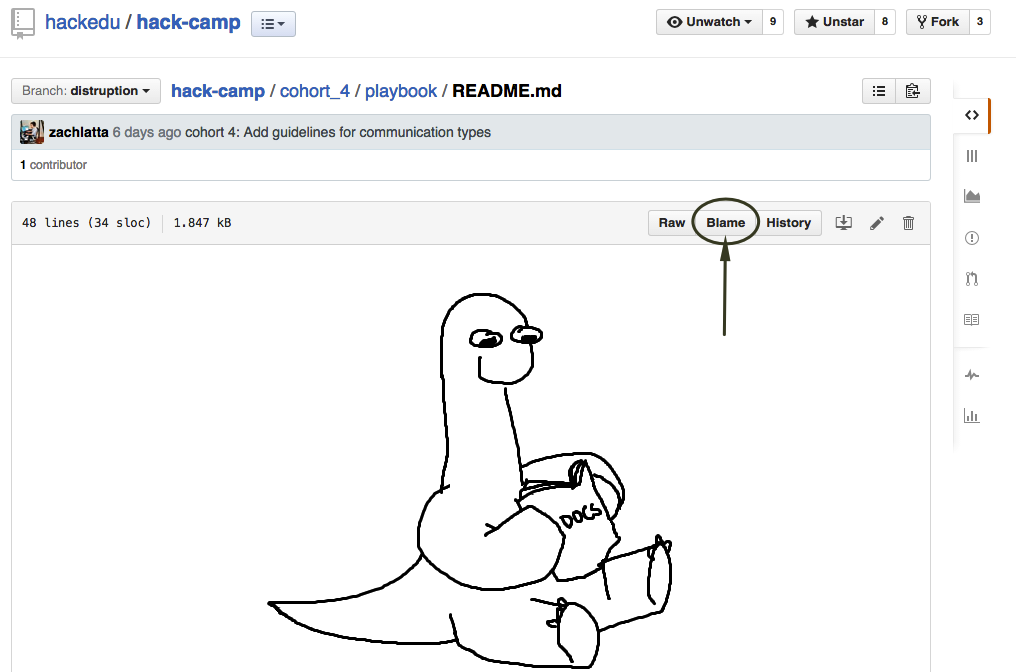 hackedu / hack-camp
Unwatch 9 Unstar 8 Fork 3
Branch: distruption hack-camp / cohort_4 / playbook / README.md
zachlatta 6 days ago cohort 4: Add guidelines for communication types
1 contributor
48 lines (34 sloc) 1.847 kB Raw Blame History
DOCS